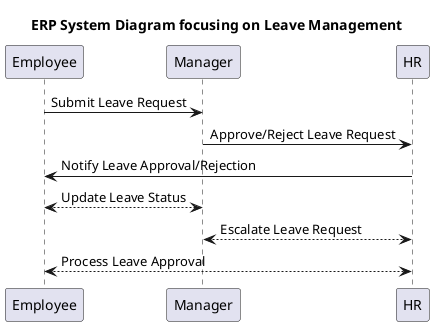 ERP System Diagram focusing on Leave Management
Employee Manager HR
Submit Leave Request
Approve/Reject Leave Request
Notify Leave Approval/Rejection
Update Leave Status
Escalate Leave Request
Process Leave Approval
Employee Manager HR